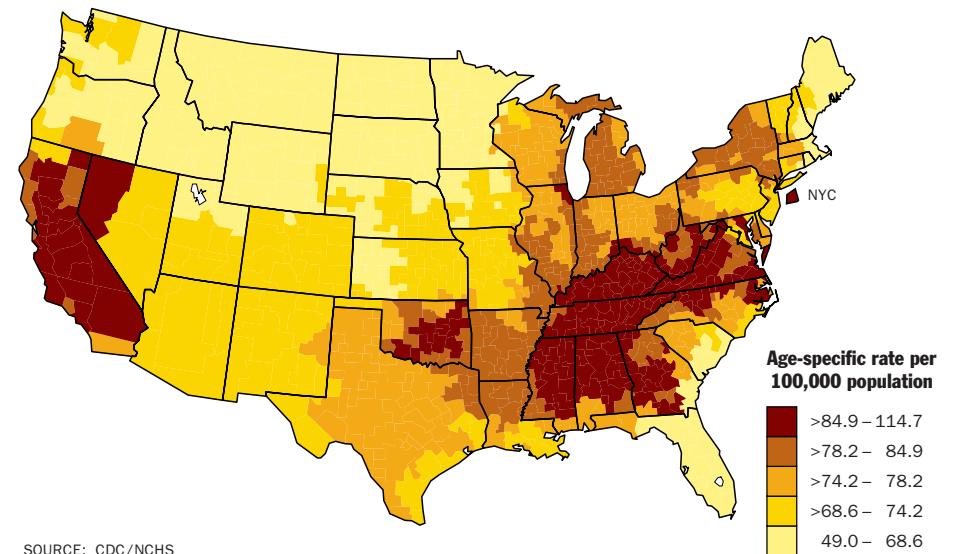 NYC
Age-specific rate per
100,000 population
>84.9 – 114.7
>78.2 – 84.9
>74.2 – 78.2
>68.6 – 74.2
49.0 – 68.6
SOURCE: CDC/NCHS